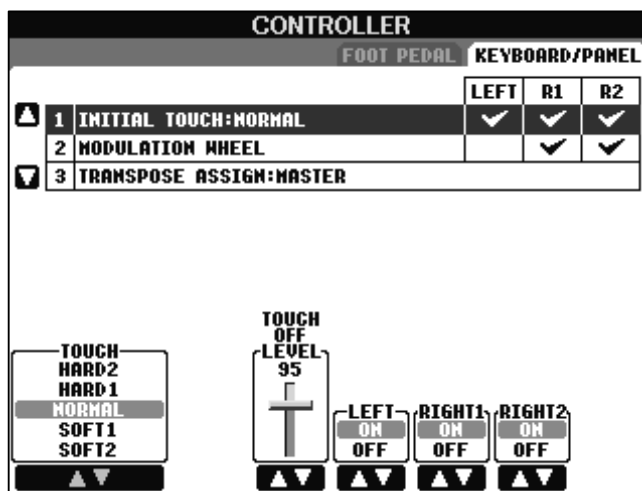 CONTROLLER
FOOT PEDAL KEYBOARD/PANEL
LEFT R1 R2
1 INITIAL TOUCH:NORMAL
2 MODULATION WHEEL
3 TRANSPOSE ASSIGN:MASTER
TOUCH
HARD2
HARD1
NORMAL
SOFT1
SOFT2
TOUCH
OFF
LEVEL
95
LEFT
ON
OFF
RIGHT1
ON
OFF
RIGHT2
ON
OFF